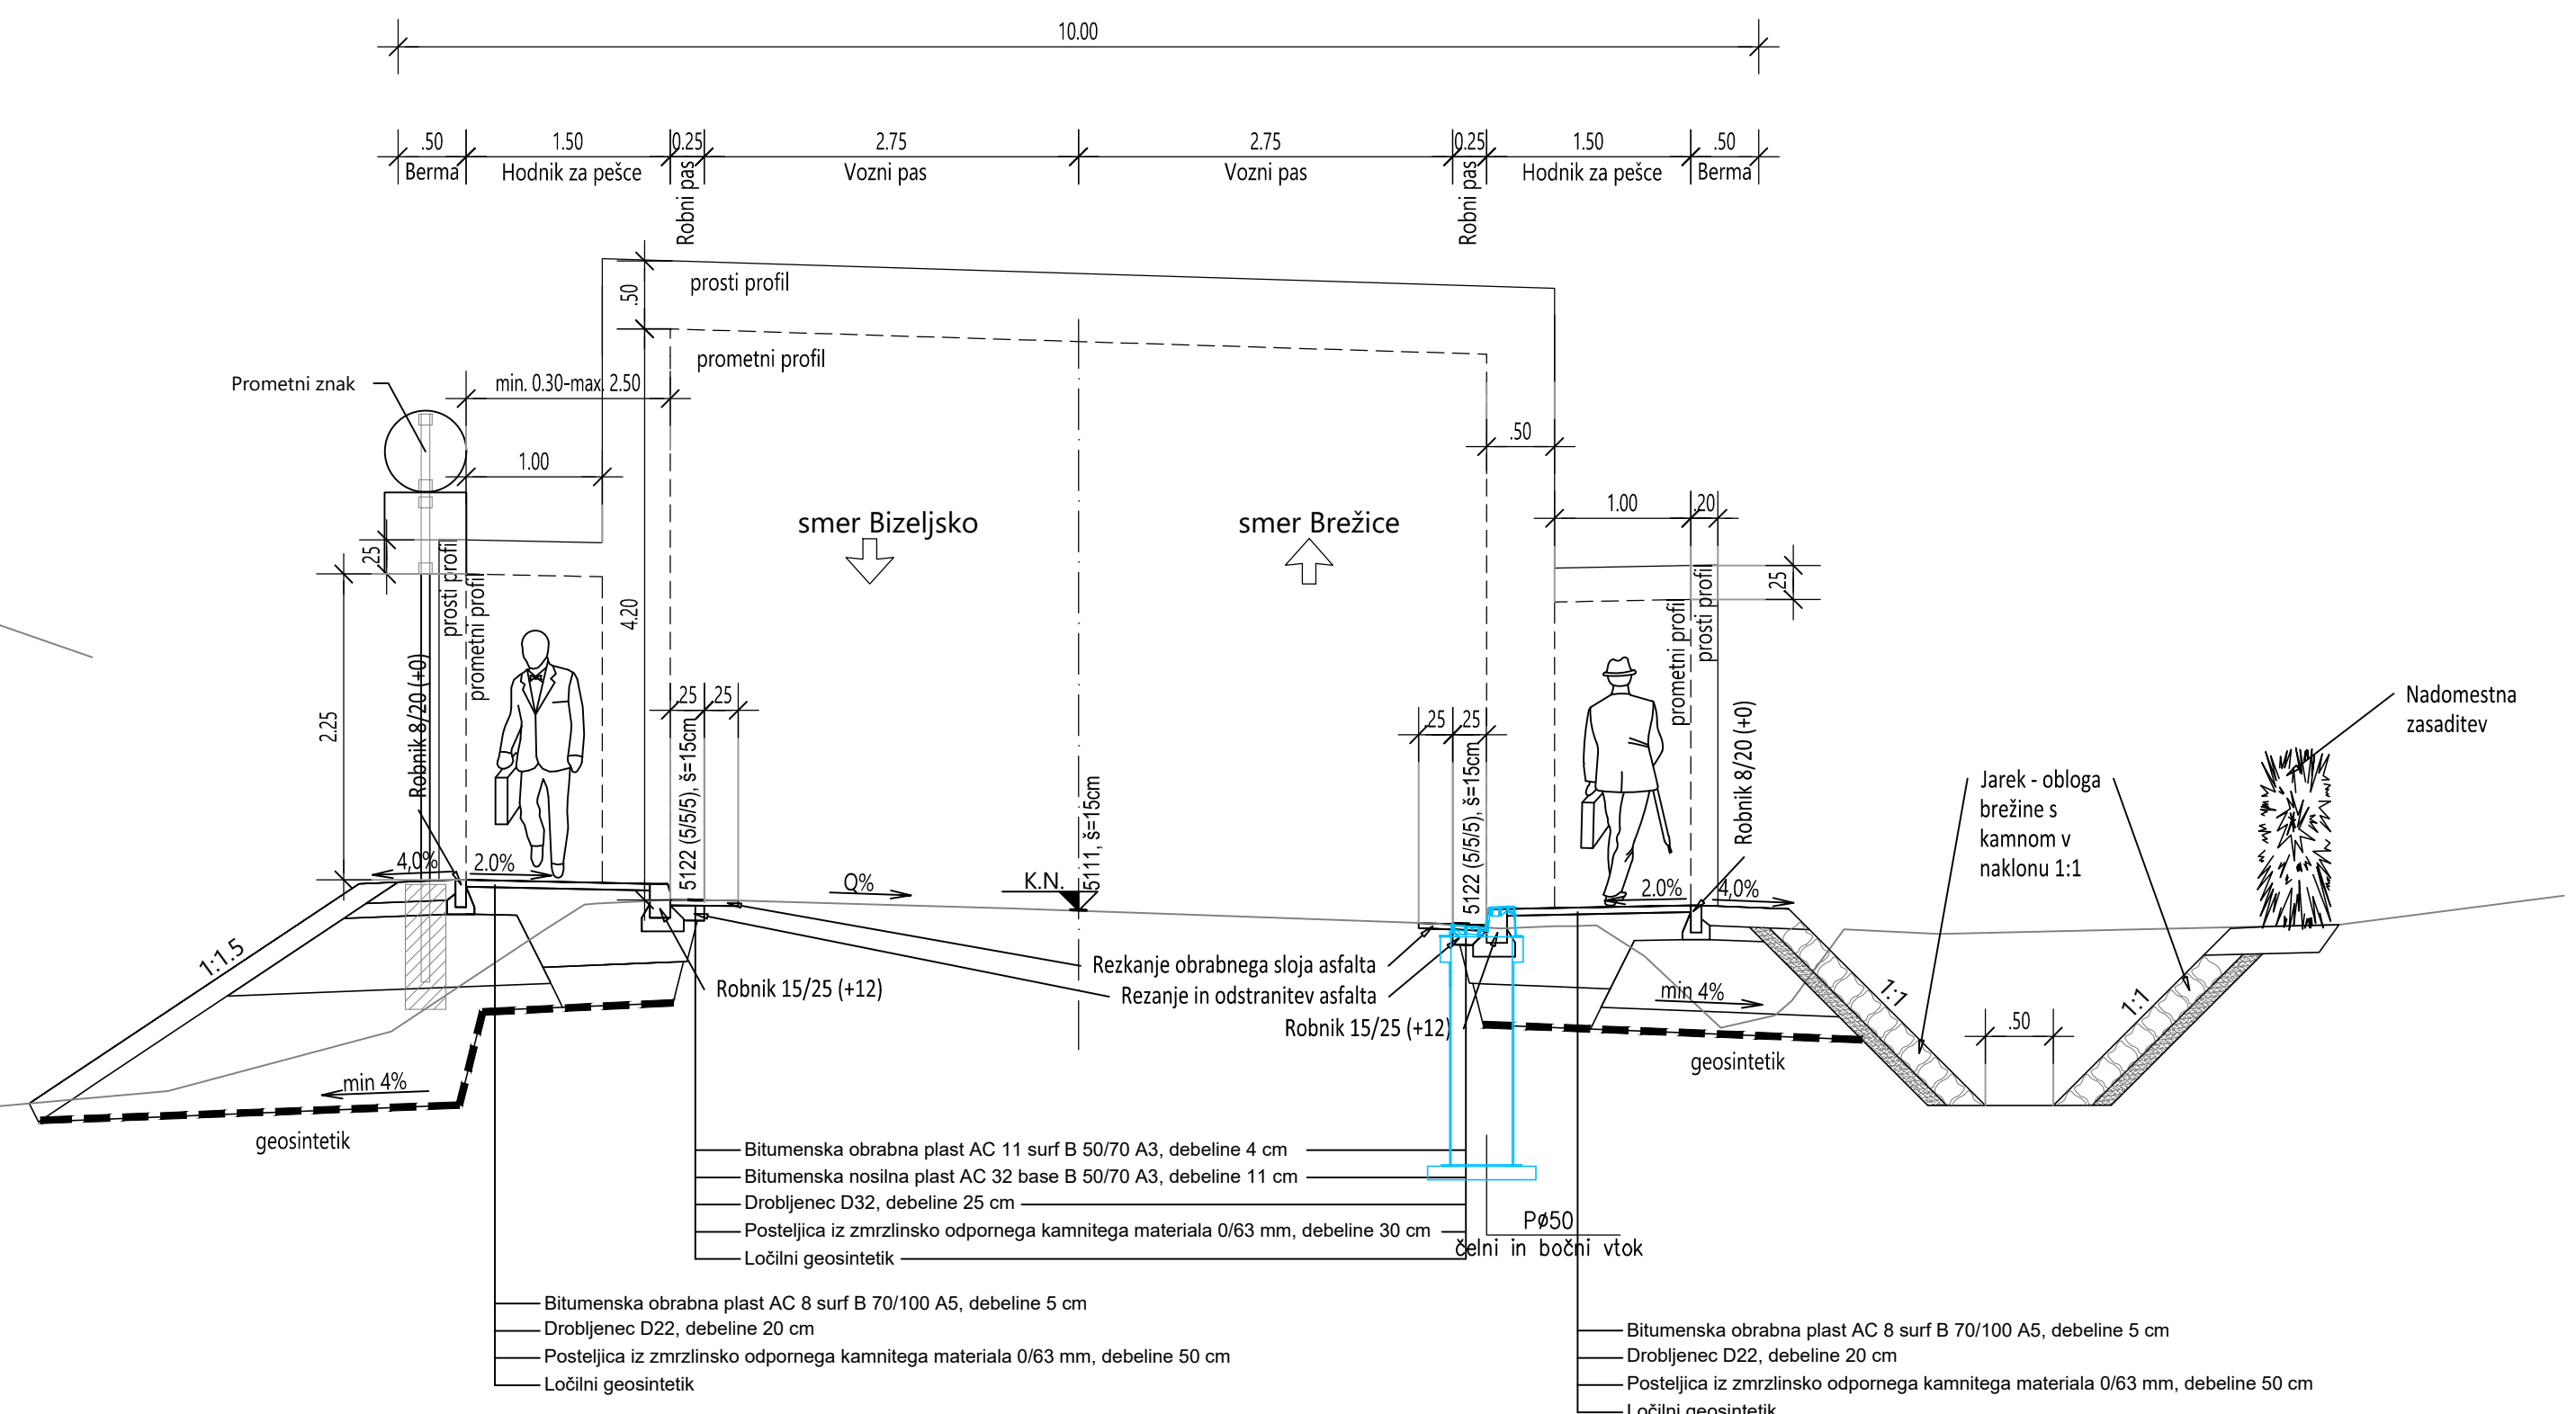 10.00
.50
1.50
0.25
2.75
2.75
0.25
1.50
.50
Berma
Hodnik za pešce
Robni pas
Vozni pas
Vozni pas
Robni pas
Hodnik za pešce
Berma
prosti profil
.50
prometni profil
Prometni znak
min. 0.30-max. 2.50
1.00
.50
1.00
.20
smer Bizeljsko
smer Brežice
.25
prosti profil
prometni profil
4.20
2.25
Robnik 8/20 (+0)
.25
.25
5122 (5/5/5), š=15cm
5111, š=15cm
.25
.25
5122 (5/5/5), š=15cm
prometni profil
prosti profil
.25
Robnik 8/20 (+0)
Nadomestna
zasaditev
Jarek - obloga
brežine s
kamnom v
naklonu 1:1
4,0%
2.0%
Q%
K.N.
2.0%
4,0%
1:1.5
Robnik 15/25 (+12)
Rezkanje obrabnega sloja asfalta
Rezanje in odstranitev asfalta
Robnik 15/25 (+12)
min 4%
1:1
1:1
.50
geosintetik
min 4%
geosintetik
Bitumenska obrabna plast AC 11 surf B 50/70 A3, debeline 4 cm
Bitumenska nosilna plast AC 32 base B 50/70 A3, debeline 11 cm
Drobljenec D32, debeline 25 cm
Posteljica iz zmrzlinsko odpornega kamnitega materiala 0/63 mm, debeline 30 cm
Ločilni geosintetik
Pø50
čelni in bočni vtok
Bitumenska obrabna plast AC 8 surf B 70/100 A5, debeline 5 cm
Drobljenec D22, debeline 20 cm
Posteljica iz zmrzlinsko odpornega kamnitega materiala 0/63 mm, debeline 50 cm
Ločilni geosintetik
Bitumenska obrabna plast AC 8 surf B 70/100 A5, debeline 5 cm
Drobljenec D22, debeline 20 cm
Posteljica iz zmrzlinsko odpornega kamnitega materiala 0/63 mm, debeline 50 cm
Ločilni geosintetik